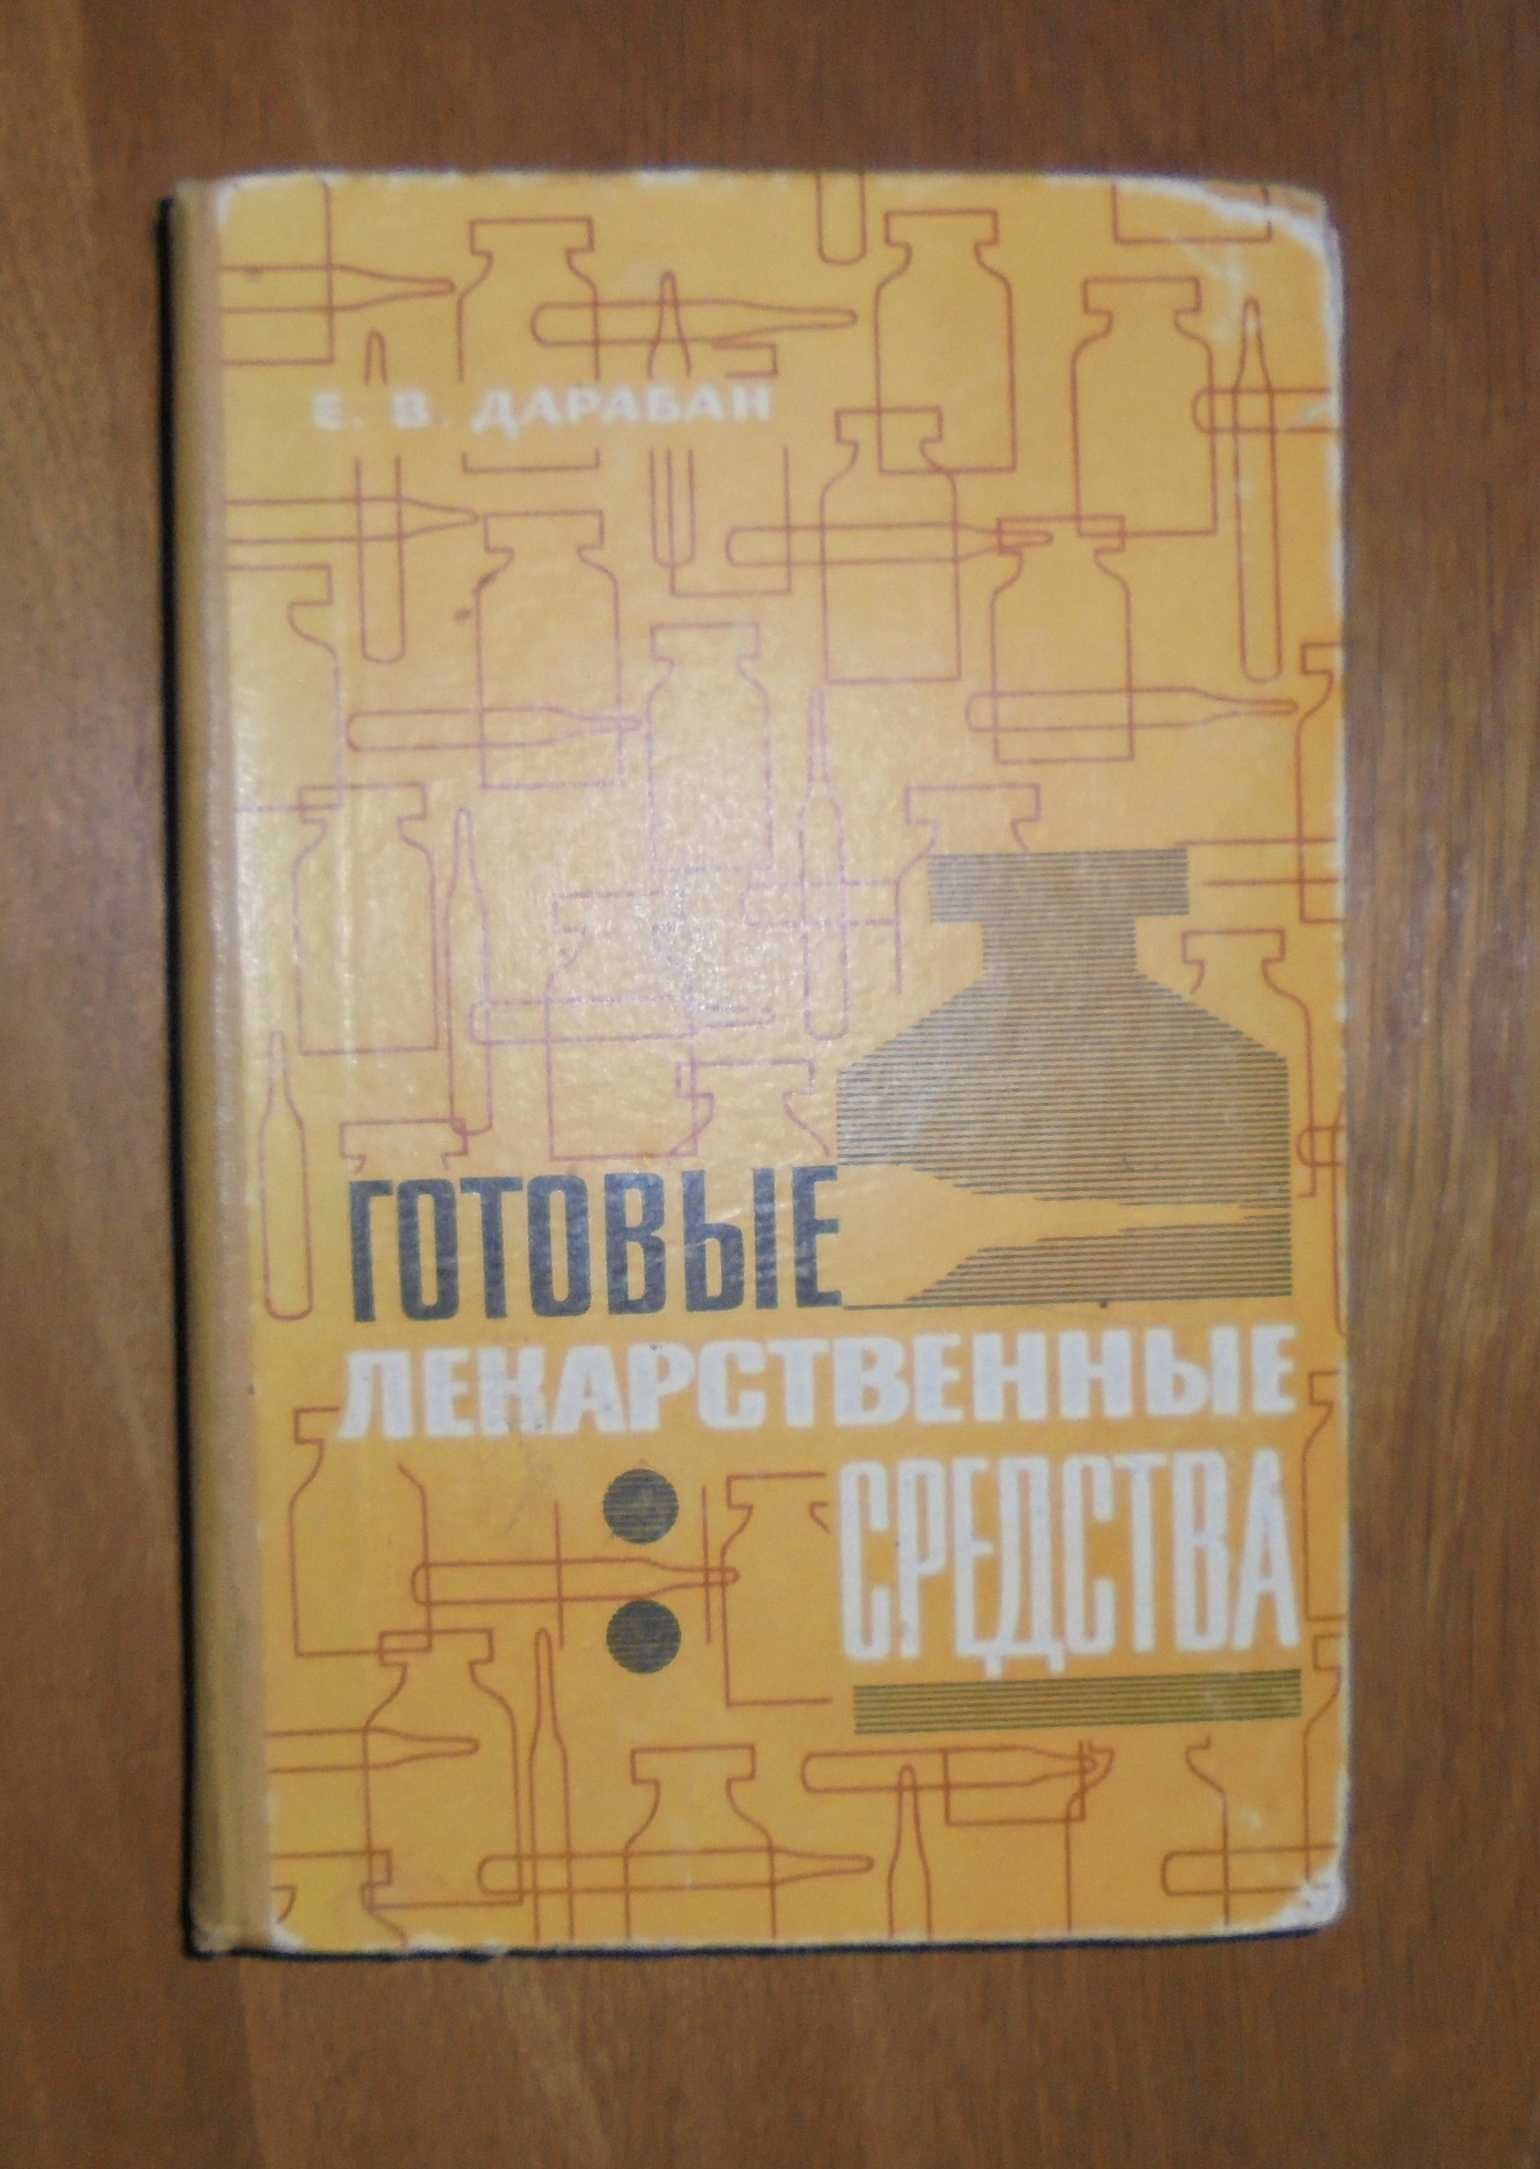 Е. В. ДАРАБАН
ГОТОВЫЕ
ЛЕКАРСТВЕННЫЕ
СРЕДСТВА